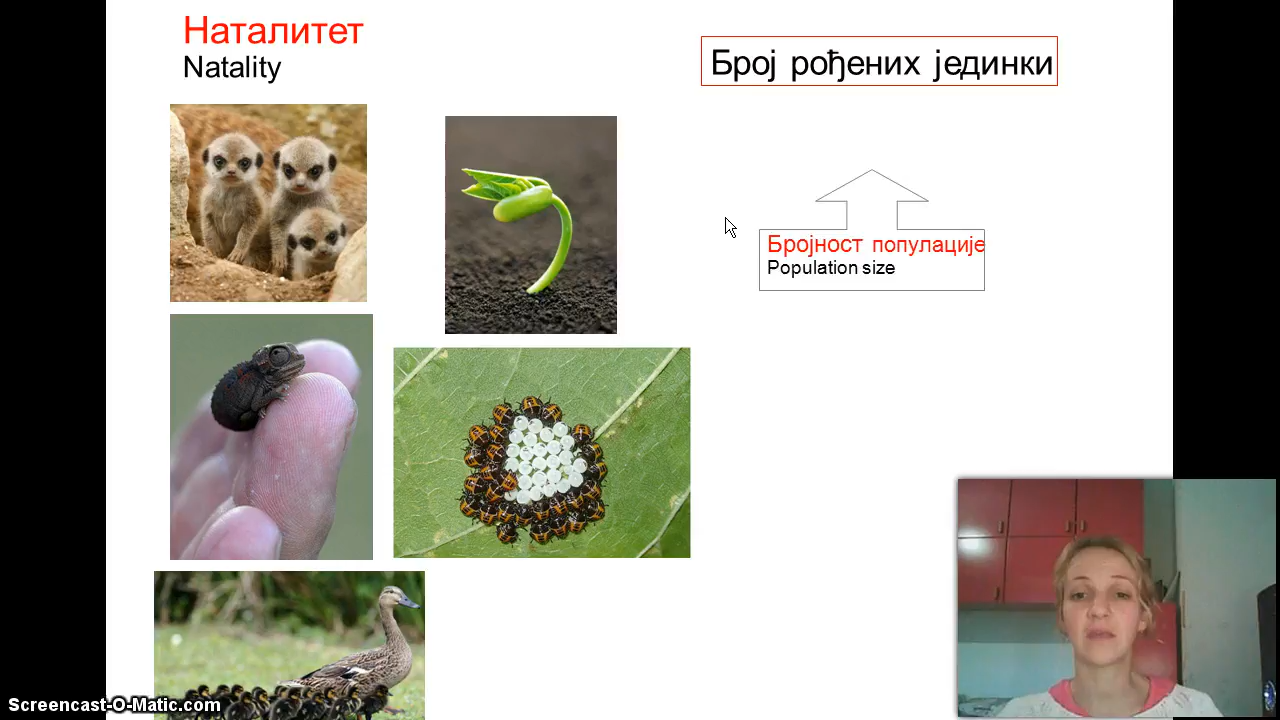 Наталитет
Natality
Број рођених јединки
Бројност популације
Population size
Screencast-O-Matic.com